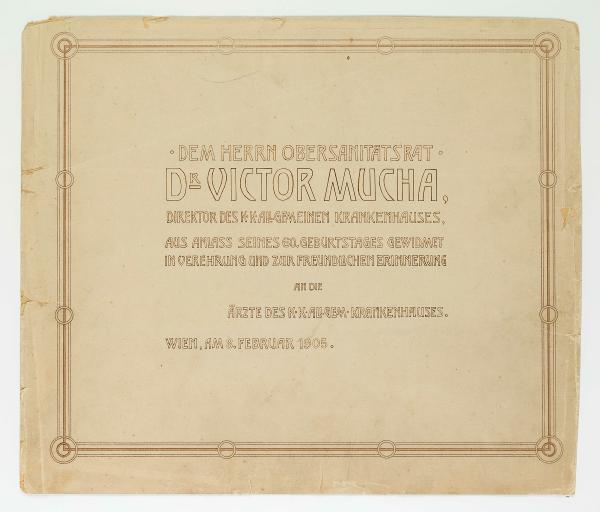 · DEM HERRN OBERSANITÄTSRAT ·
DR VICTOR MUCHA,
DIREKTOR DES K·K·ALLGEMEINEN KRANKENHAUSES,
AUS ANLASS SEINES 60. GEBURTSTAGES GEWIDMET
IN VEREHRUNG UND ZUR FREUNDLICHEN ERINNERUNG
AN DIE
ÄRZTE DES K·K·ALLGEM·KRANKENHAUSES.
WIEN, AM 8. FEBRUAR 1905.